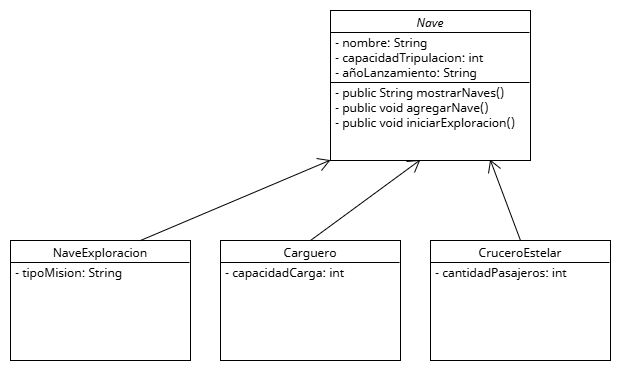 Nave
- nombre: String
- capacidadTripulacion: int
- añoLanzamiento: String
- public String mostrarNaves()
- public void agregarNave()
- public void iniciarExploracion()
NaveExploracion
- tipoMision: String
Carguero
- capacidadCarga: int
CruceroEstelar
- cantidadPasajeros: int